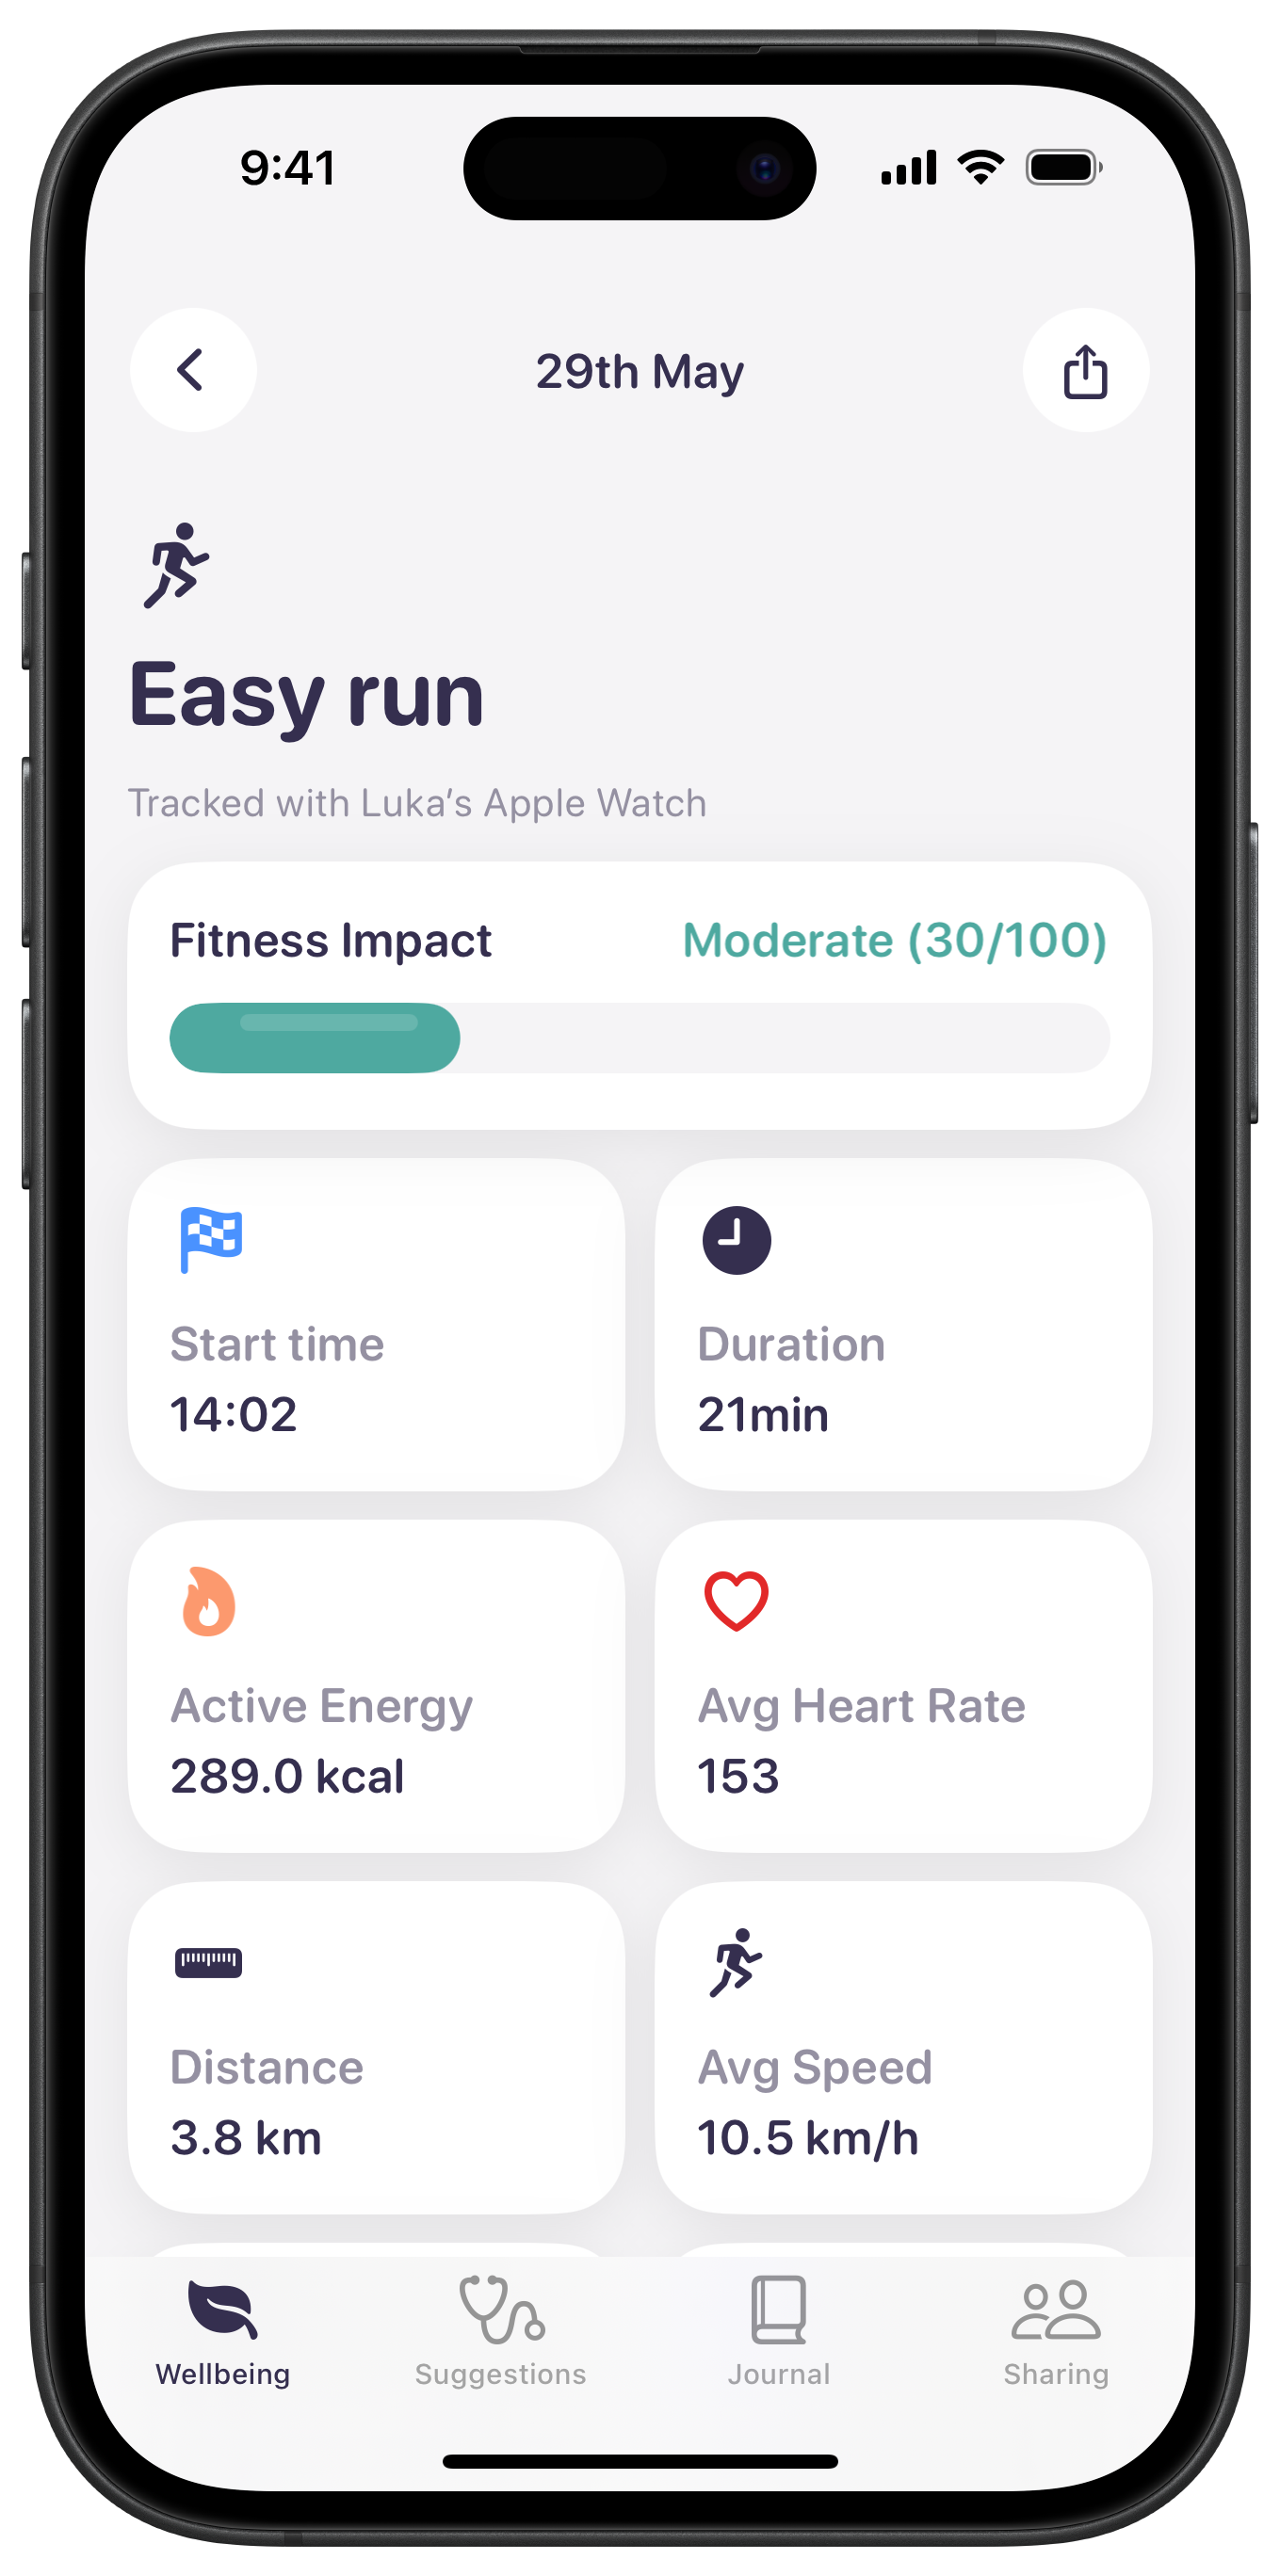 9:41
29th May
Easy run
Tracked with Luka’s Apple Watch
Fitness Impact Moderate (30/100)
Start time
14:02
Duration
21min
Active Energy
289.0 kcal
Avg Heart Rate
153
Distance
3.8 km
Avg Speed
10.5 km/h
Wellbeing
Suggestions
Journal
Sharing